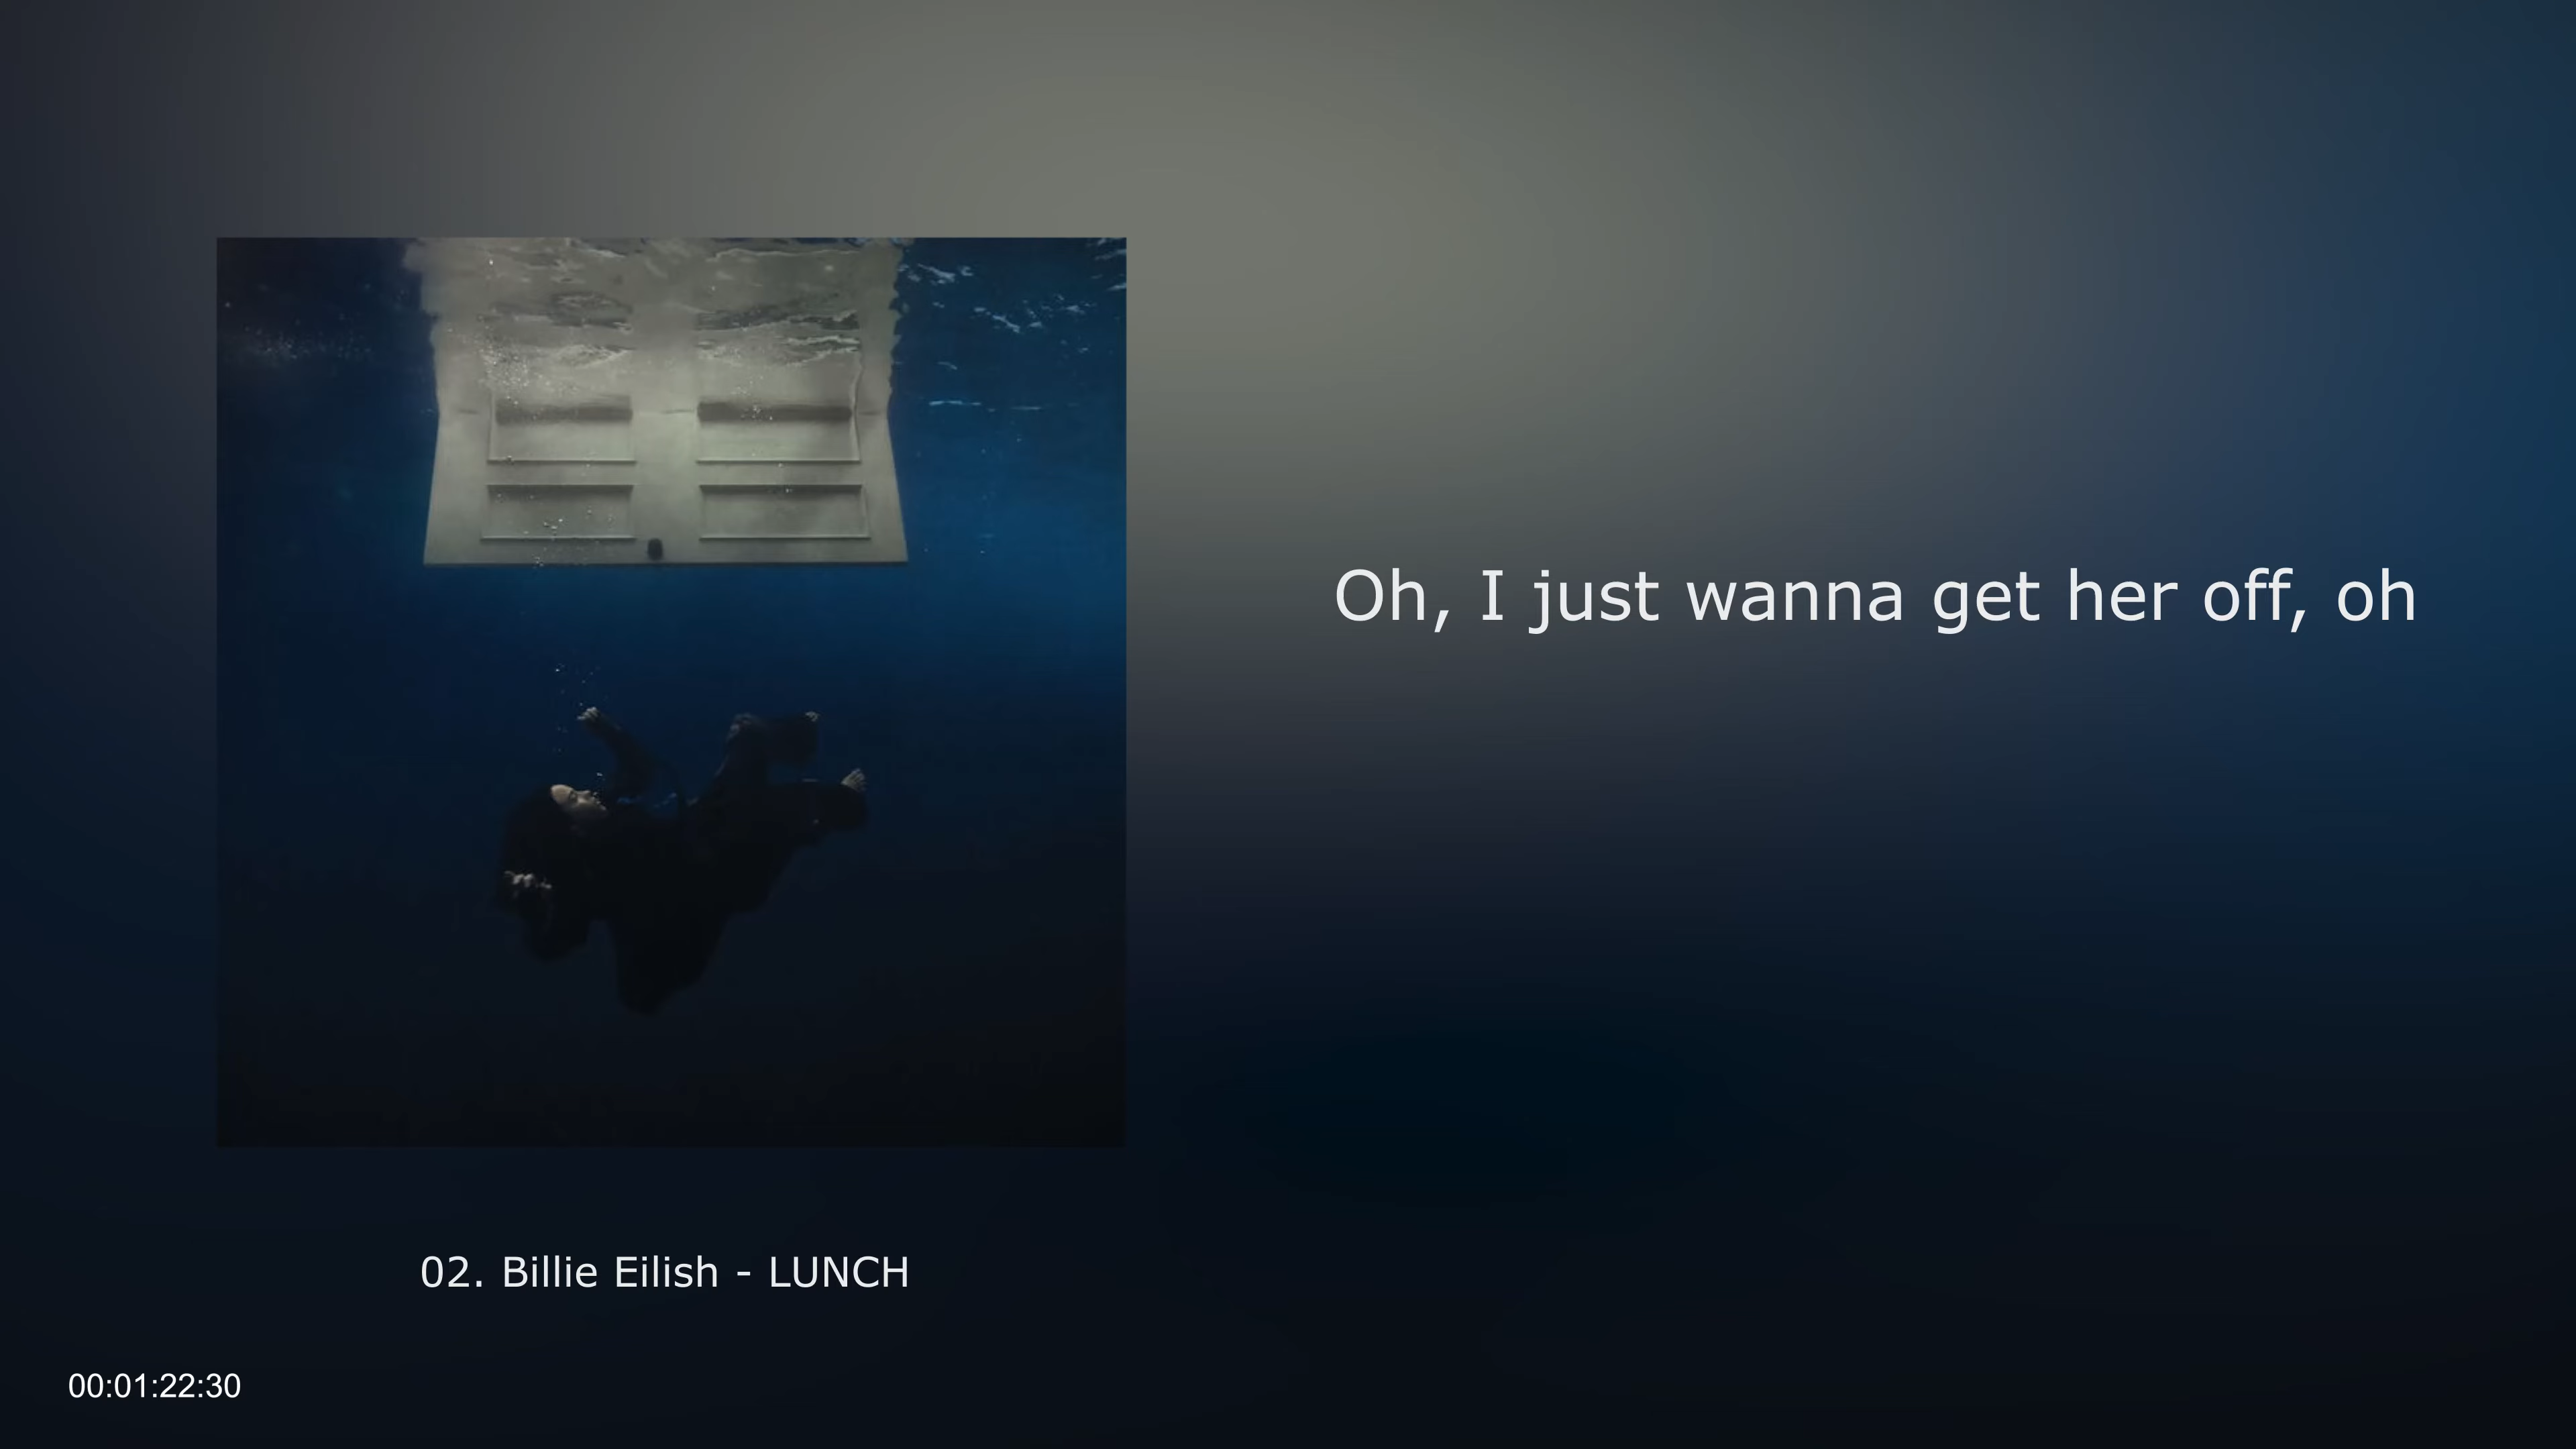 Oh, I just wanna get her off, oh
02. Billie Eilish - LUNCH
00:01:22:30